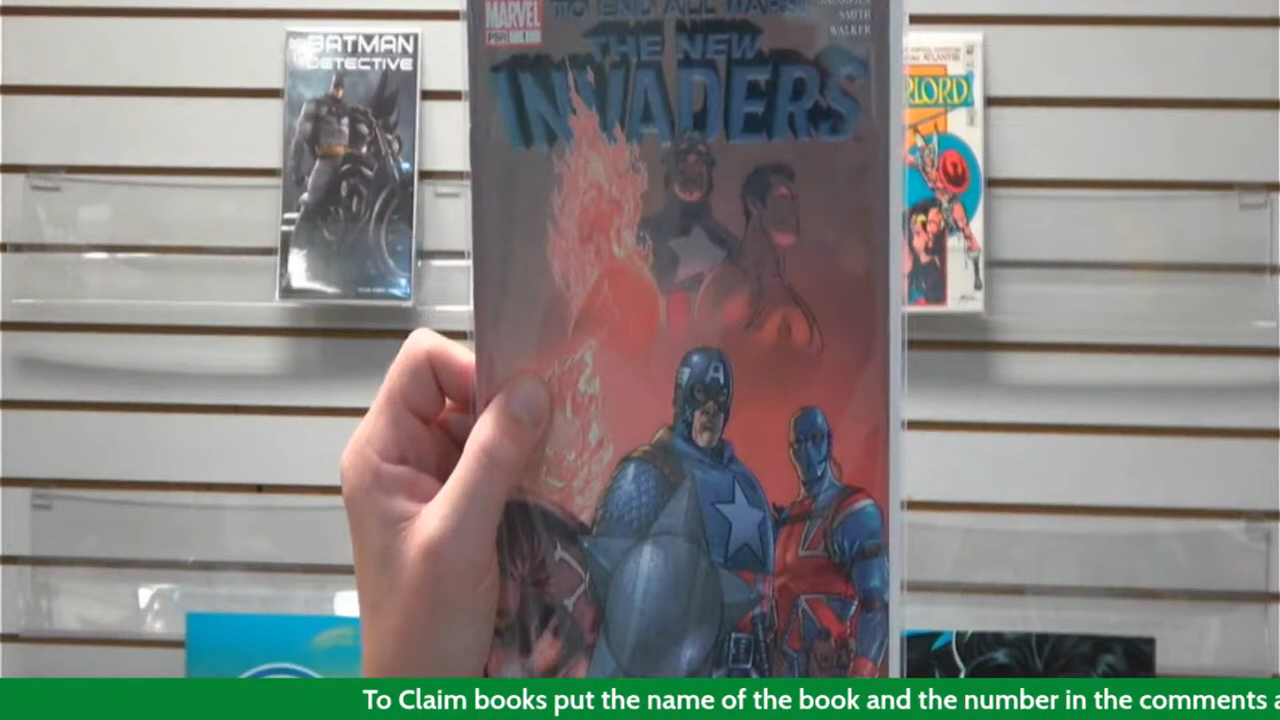 BATMAN
DETECTIVE
MARVEL
PSR 1
TO END ALL WARS!
SMITH
WALKER
THE NEW
INVADERS
A
RLORD
To Claim books put the name of the book and the number in the comments a